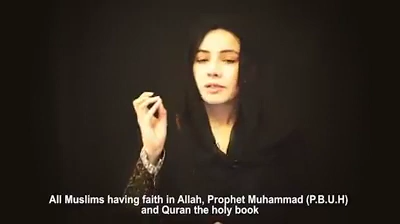 All Muslims having faith in Allah, Prophet Muhammad (P.B.U.H)
and Quran the holy book